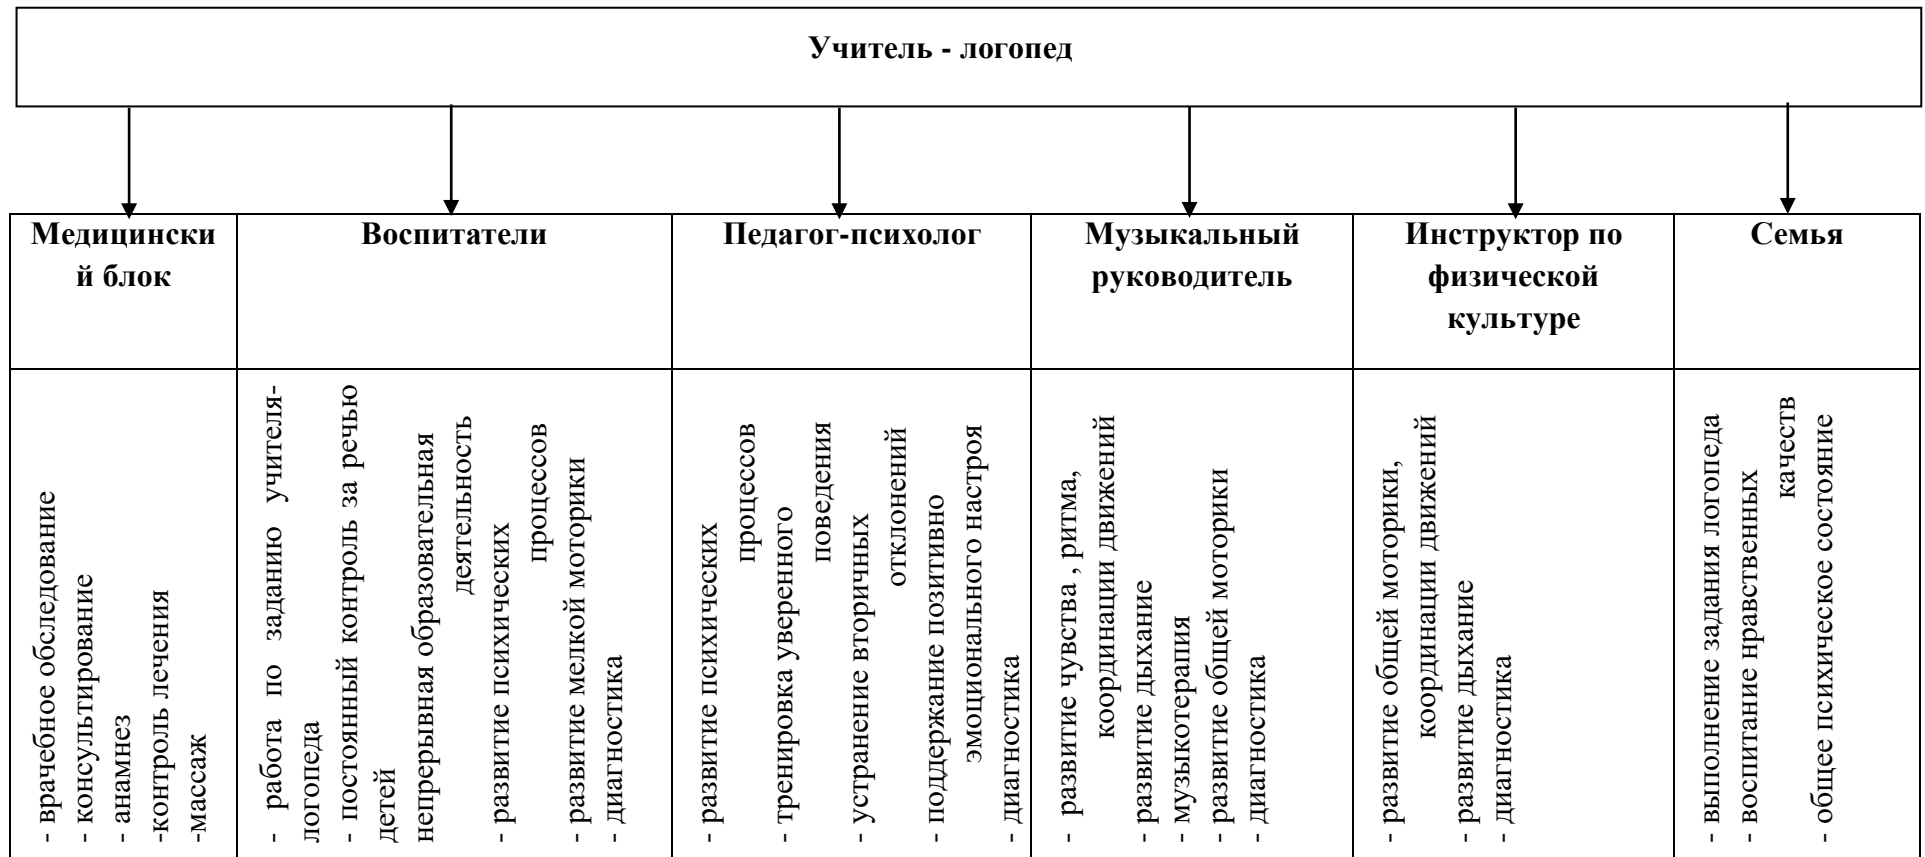 Учитель - логопед
Медицински
й блок
Воспитатели
Педагог-психолог
Музыкальный
руководитель
Инструктор по
физической
культуре
Семья
- врачебное обследование
- консультирование
- анамнез
-контроль лечения
-массаж
- работа по заданию учителя-
логопеда
- постоянный контроль за речью
детей
непрерывная образовательная
деятельность
- развитие психических
процессов
- развитие мелкой моторики
- диагностика
- развитие психических
процессов
- тренировка уверенного
поведения
- устранение вторичных
отклонений
- поддержание позитивно
эмоционального настроя
- диагностика
- развитие чувства , ритма,
координации движений
- развитие дыхание
- музыкотерапия
- развитие общей моторики
- диагностика
- развитие общей моторики,
координации движений
- развитие дыхание
- диагностика
- выполнение задания логопеда
- воспитание нравственных
качеств
- общее психическое состояние